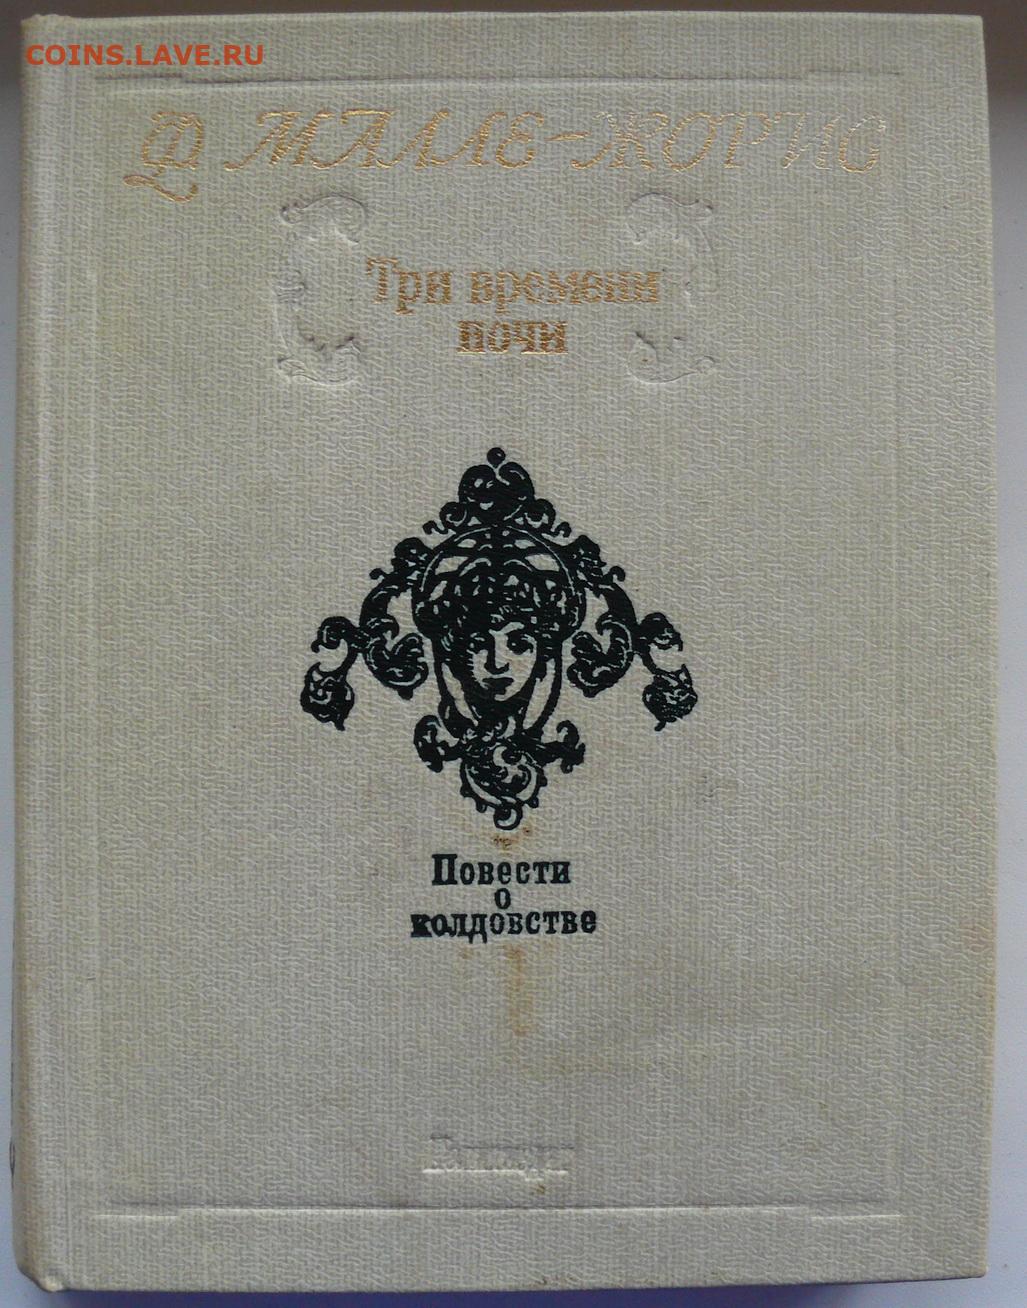 COINS.LAVE.RU
Ф МАЛЛЕ-ЖОРИС
Три времени
ночи
Повести
о
колдовстве